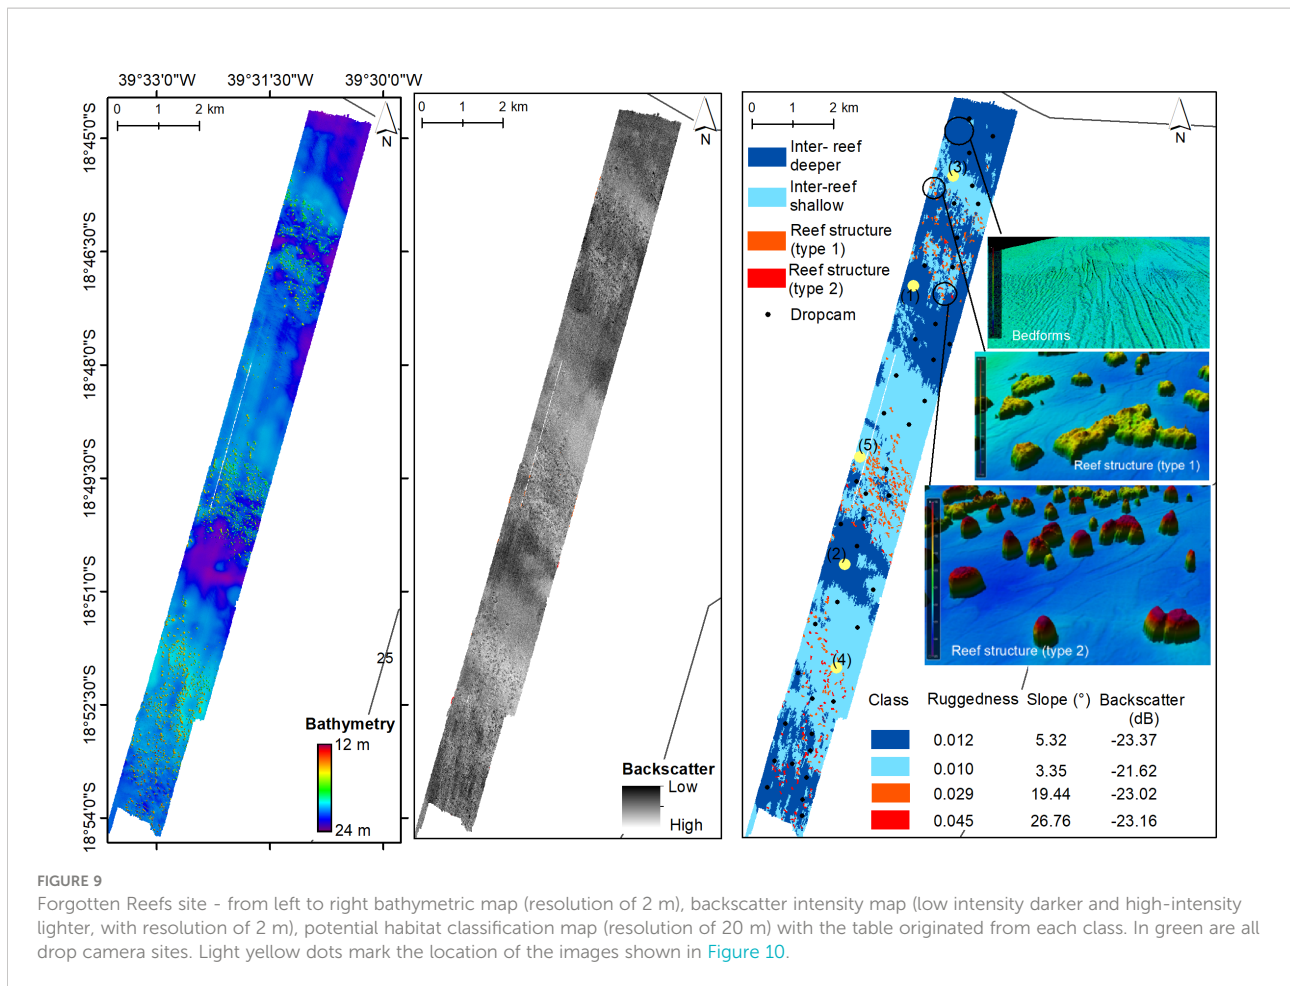 39°33'0"W 39°31'30"W 39°30'0"W
0 1 2 km
N
18°45'0"S
18°46'30"S
18°48'0"S
18°49'30"S
18°51'0"S
18°52'30"S
18°54'0"S
25
Bathymetry
12 m
24 m
0 1 2 km
N
Backscatter
Low
High
0 1 2 km
N
Inter- reef
deeper
Inter-reef
shallow
Reef structure
(type 1)
Reef structure
(type 2)
Dropcam
(3)
(1)
(5)
(2)
(4)
Bedforms
Reef structure (type 1)
Reef structure (type 2)
Class Ruggedness Slope (°) Backscatter
(dB)
0.012 5.32 -23.37
0.010 3.35 -21.62
0.029 19.44 -23.02
0.045 26.76 -23.16
FIGURE 9
Forgotten Reefs site - from left to right bathymetric map (resolution of 2 m), backscatter intensity map (low intensity darker and high-intensity
lighter, with resolution of 2 m), potential habitat classification map (resolution of 20 m) with the table originated from each class. In green are all
drop camera sites. Light yellow dots mark the location of the images shown in Figure 10.